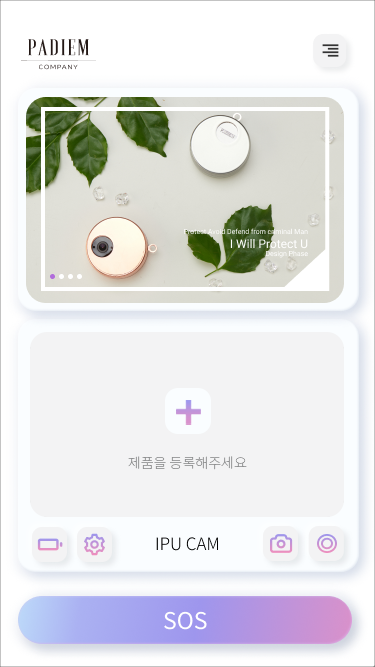 PADIEM
COMPANY
Protect Avoid Defend from criminal Man
I Will Protect U
Design Phase
제품을 등록해주세요
IPU CAM
SOS